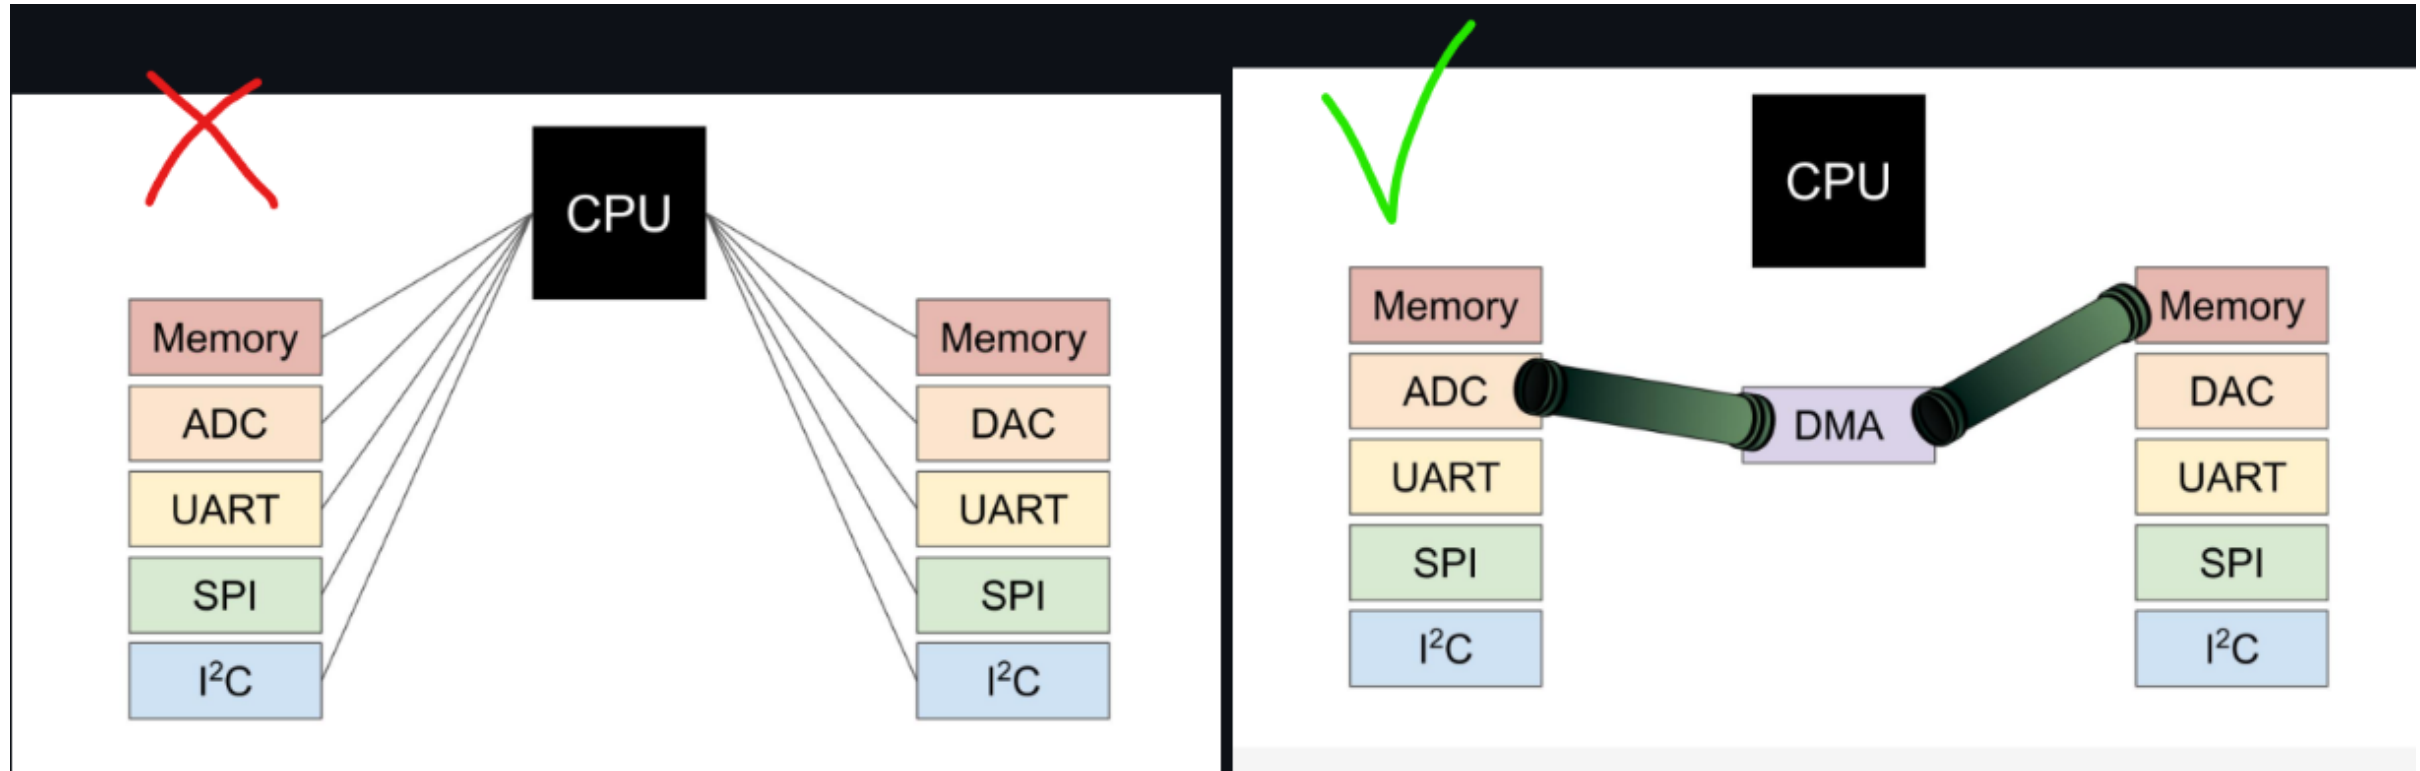 CPU
Memory
ADC
UART
SPI
I²C
Memory
DAC
UART
SPI
I²C
CPU
Memory
ADC
UART
SPI
I²C
DMA
Memory
DAC
UART
SPI
I²C